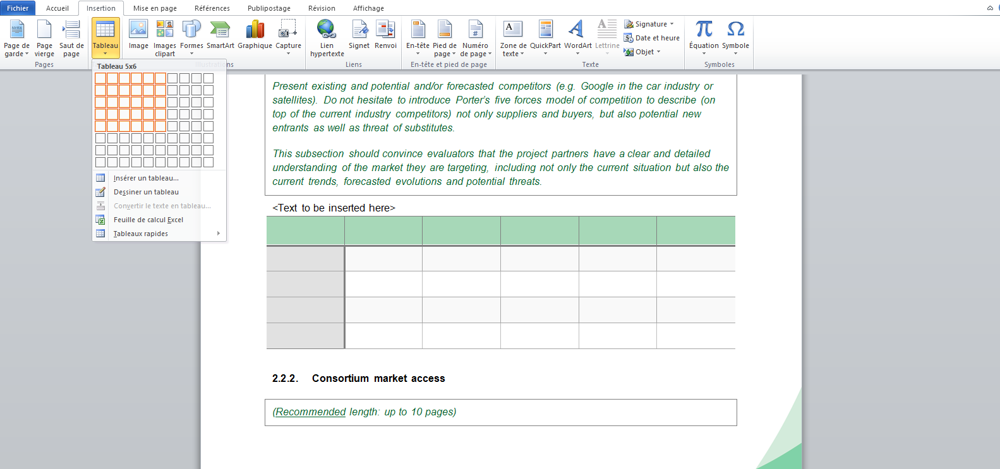 Fichier Accueil Insertion Mise en page Références Publipostage Révision Affichage
Page de garde
Page vierge
Saut de page
Tableau
Image
Images clipart
Formes
SmartArt
Graphique
Capture
Lien hypertexte
Signet
Renvoi
En-tête
Pied de page
Numéro de page
Zone de texte
QuickPart
WordArt
Lettrine
Signature
Date et heure
Objet
Équation
Symbole
Pages
Liens
En-tête et pied de page
Texte
Symboles
Tableau 5x6
Insérer un tableau...
Dessiner un tableau
Convertir le texte en tableau...
Feuille de calcul Excel
Tableaux rapides
Present existing and potential and/or forecasted competitors (e.g. Google in the car industry or
satellites). Do not hesitate to introduce Porter's five forces model of competition to describe (on
top of the current industry competitors) not only suppliers and buyers, but also potential new
entrants as well as threat of substitutes.
This subsection should convince evaluators that the project partners have a clear and detailed
understanding of the market they are targeting, including not only the current situation but also the
current trends, forecasted evolutions and potential threats.
<Text to be inserted here>
2.2.2. Consortium market access
(Recommended length: up to 10 pages)